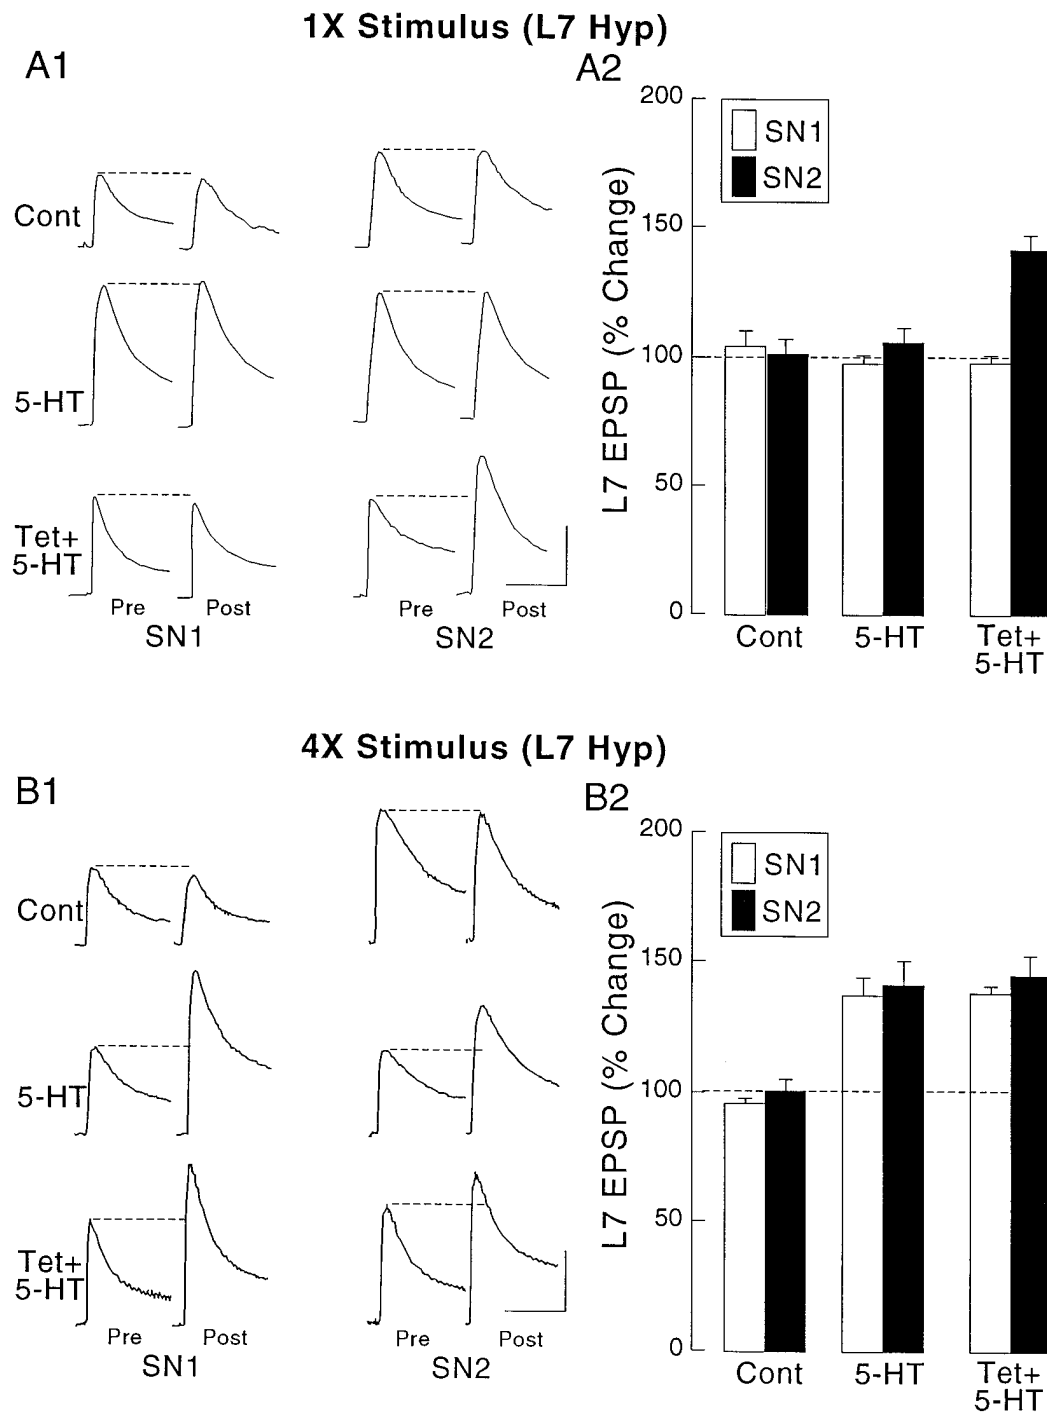 1X Stimulus (L7 Hyp)
A1
Cont
5-HT
Tet+
5-HT
Pre
Post
Pre
Post
SN1
SN2
A2
200
150
100
50
0
L7 EPSP (% Change)
SN1
SN2
Cont
5-HT
Tet+
5-HT
4X Stimulus (L7 Hyp)
B1
Cont
5-HT
Tet+
5-HT
Pre
Post
Pre
Post
SN1
SN2
B2
200
150
100
50
0
L7 EPSP (% Change)
SN1
SN2
Cont
5-HT
Tet+
5-HT